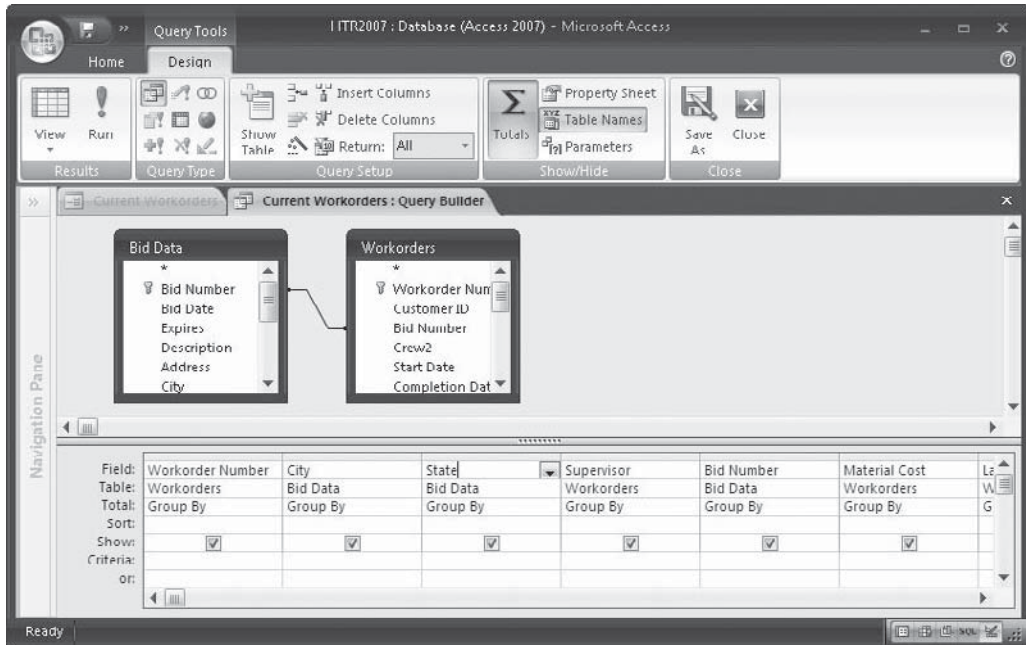 Query Tools
HTR2007 : Database (Access 2007) - Microsoft Access
Home Design
View Run
Results
Query Type
Show Table
Insert Columns
Delete Columns
Return: All
Query Setup
Totals
Property Sheet
Table Names
Parameters
Show/Hide
Save As
Close
Close
Current Workorders
Current Workorders : Query Builder
Navigation Pane
Bid Data
*
Bid Number
Bid Date
Expires
Description
Address
City
Workorders
*
Workorder Num
Customer ID
Bid Number
Crew2
Start Date
Completion Dat
Field: Workorder Number City State Supervisor Bid Number Material Cost La
Table: Workorders Bid Data Bid Data Workorders Bid Data Workorders W
Total: Group By Group By Group By Group By Group By Group By G
Sort:
Show:
Criteria:
or:
Ready
SQL